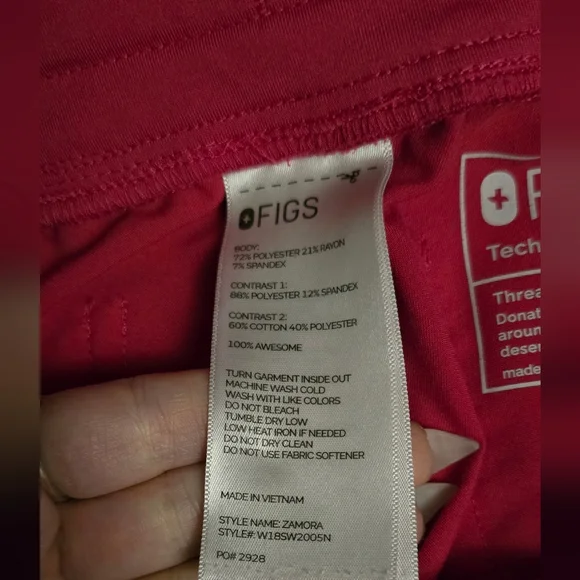 FIGS
BODY:
72% POLYESTER 21% RAYON
7% SPANDEX
CONTRAST 1:
88% POLYESTER 12% SPANDEX
CONTRAST 2:
60% COTTON 40% POLYESTER
100% AWESOME
TURN GARMENT INSIDE OUT
MACHINE WASH COLD
WASH WITH LIKE COLORS
DO NOT BLEACH
TUMBLE DRY LOW
LOW HEAT IRON IF NEEDED
DO NOT DRY CLEAN
DO NOT USE FABRIC SOFTENER
MADE IN VIETNAM
STYLE NAME: ZAMORA
STYLE#: W18SW2005N
PO# 2928
F
Tech
Threa
Donat
aroun
deser
made